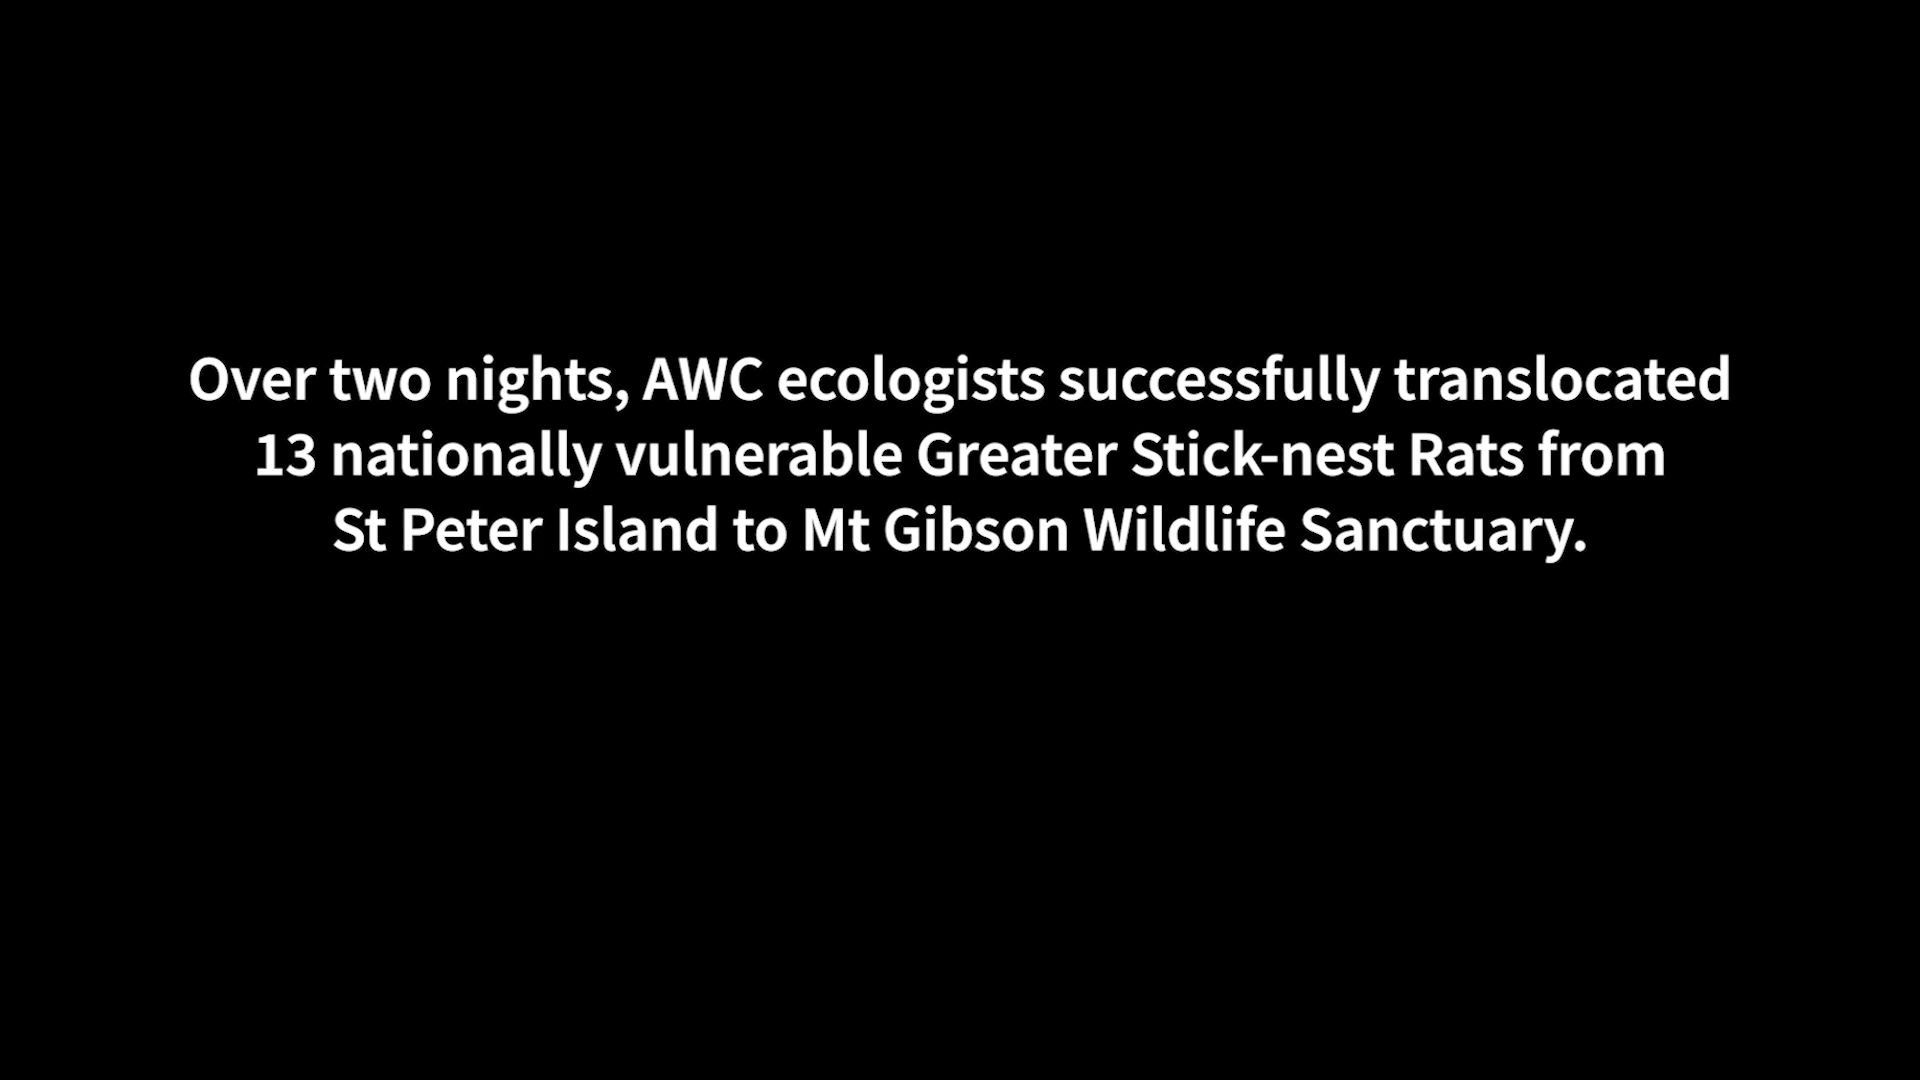 Over two nights, AWC ecologists successfully translocated
13 nationally vulnerable Greater Stick-nest Rats from
St Peter Island to Mt Gibson Wildlife Sanctuary.